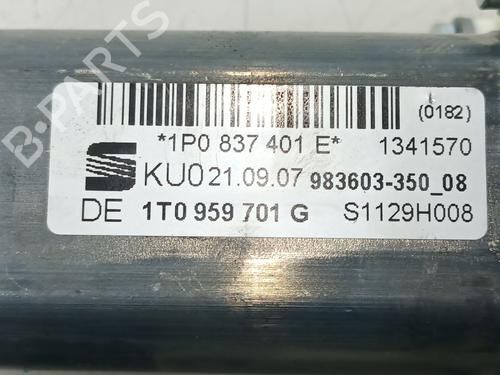 (0182)
*1P0 837 401 E* 1341570
KU0 21.09.07 983603-350_08
DE 1T0 959 701 G S1129H008
B-PARTS